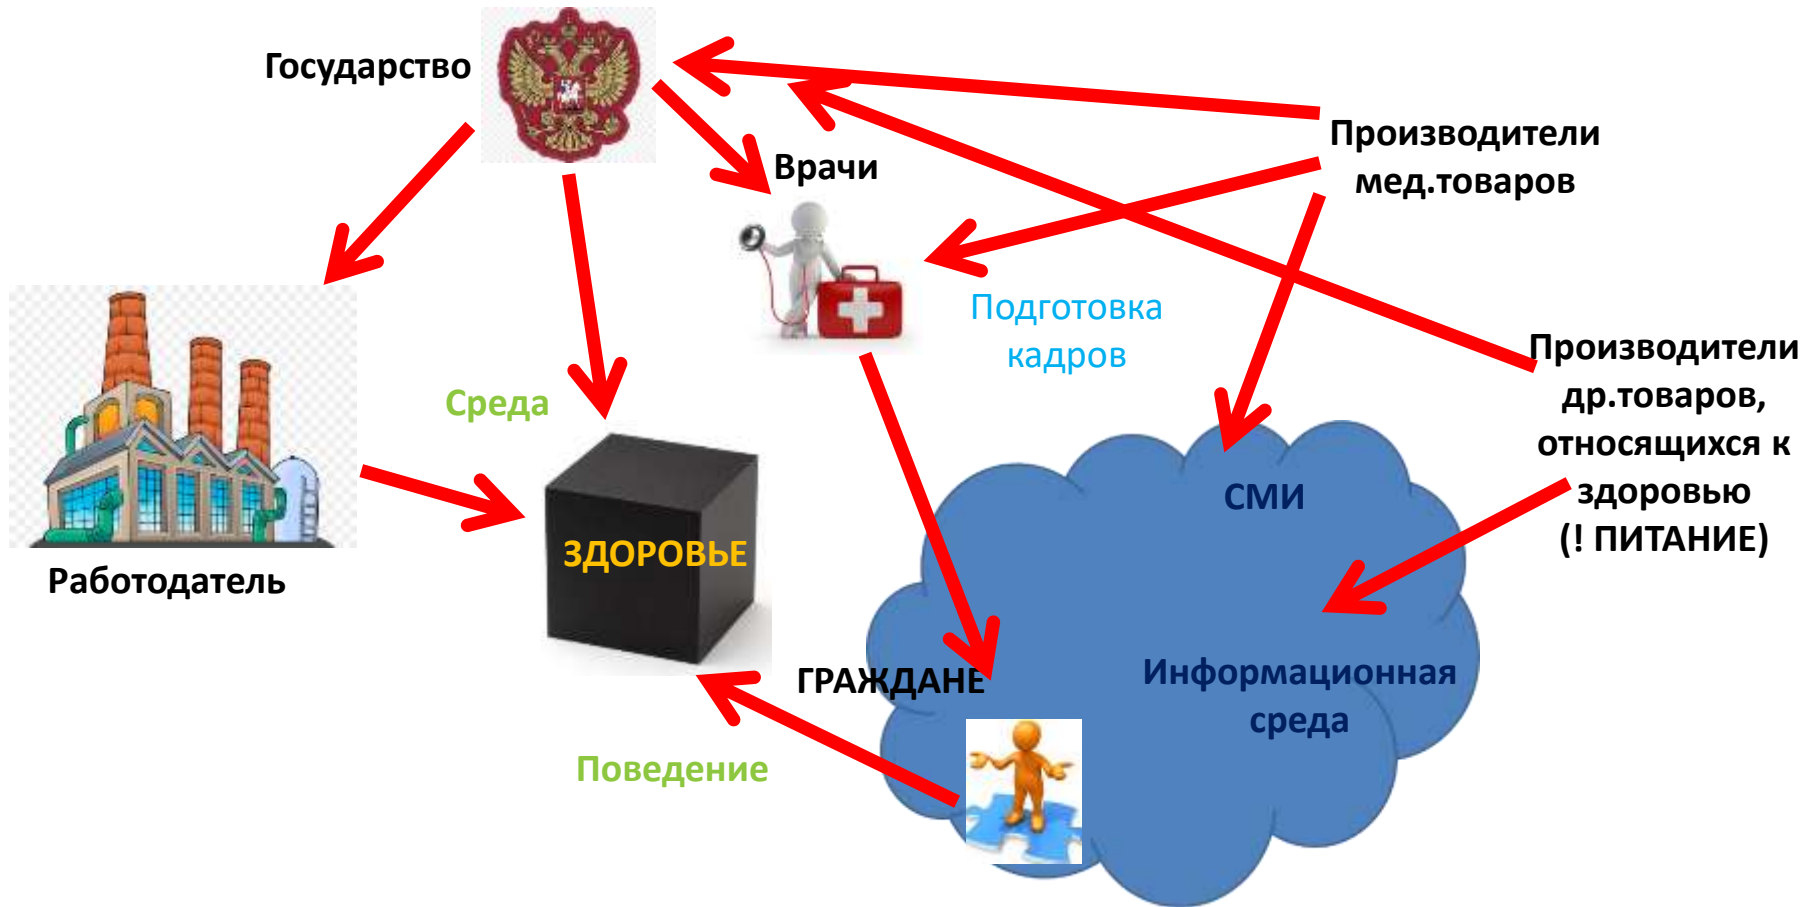 Государство
Врачи
Производители
мед.товаров
Подготовка
кадров
Производители
др.товаров,
относящихся к
здоровью
(! ПИТАНИЕ)
Среда
СМИ
ЗДОРОВЬЕ
Работодатель
ГРАЖДАНЕ
Информационная
среда
Поведение